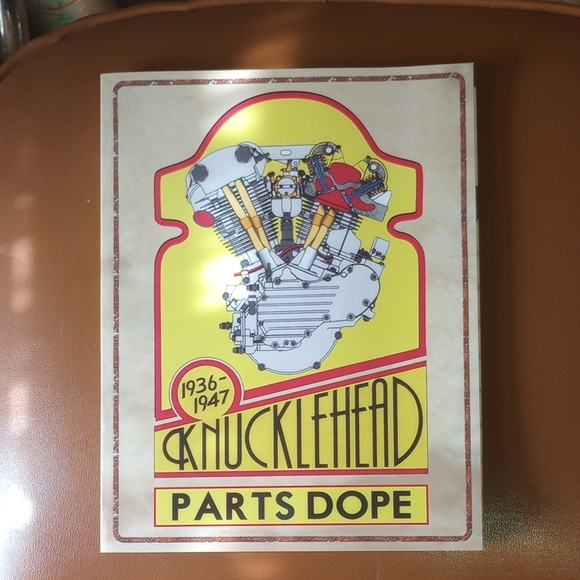 1936-
1947
KNUCKLEHEAD
PARTS DOPE